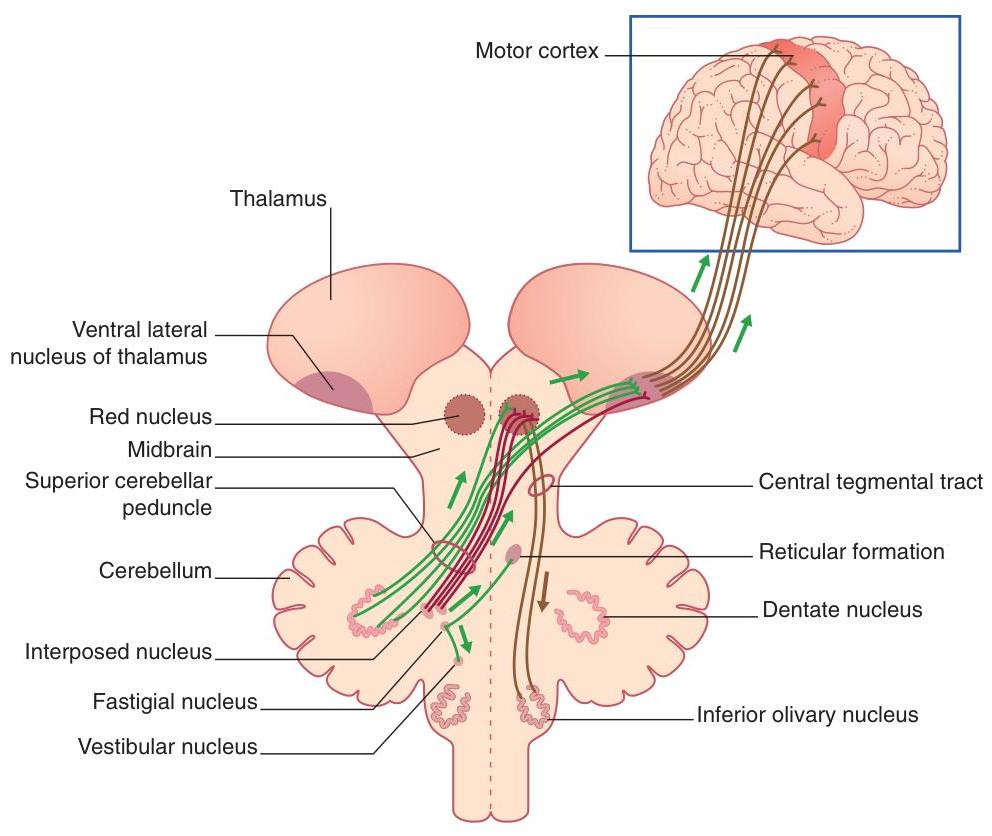 Motor cortex
Thalamus
Ventral lateral
nucleus of thalamus
Red nucleus
Midbrain
Superior cerebellar
peduncle
Cerebellum
Interposed nucleus
Fastigial nucleus
Vestibular nucleus
Central tegmental tract
Reticular formation
Dentate nucleus
Inferior olivary nucleus